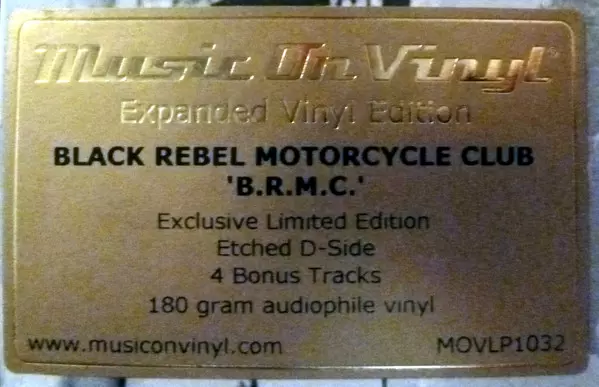 Music On Vinyl®
Expanded Vinyl Edition
BLACK REBEL MOTORCYCLE CLUB
'B.R.M.C.'
Exclusive Limited Edition
Etched D-Side
4 Bonus Tracks
180 gram audiophile vinyl
www.musiconvinyl.com MOVLP1032